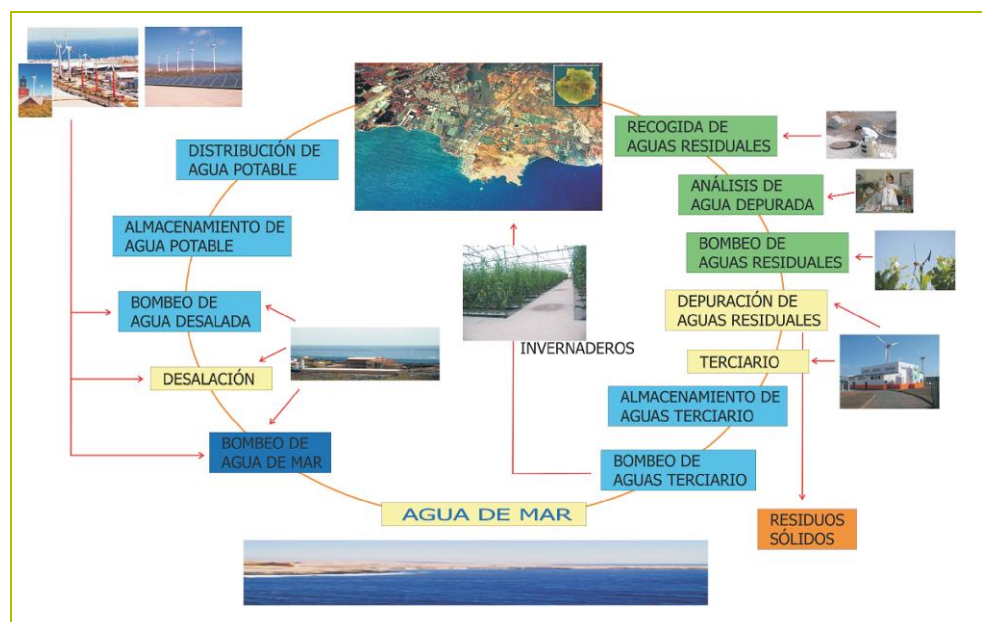 DISTRIBUCIÓN DE
AGUA POTABLE
ALMACENAMIENTO DE
AGUA POTABLE
BOMBEO DE
AGUA DESALADA
DESALACIÓN
BOMBEO DE
AGUA DE MAR
AGUA DE MAR
RECOGIDA DE
AGUAS RESIDUALES
ANÁLISIS DE
AGUA DEPURADA
BOMBEO DE
AGUAS RESIDUALES
DEPURACIÓN DE
AGUAS RESIDUALES
INVERNADEROS
TERCIARIO
ALMACENAMIENTO DE
AGUAS TERCIARIO
BOMBEO DE
AGUAS TERCIARIO
RESIDUOS
SÓLIDOS